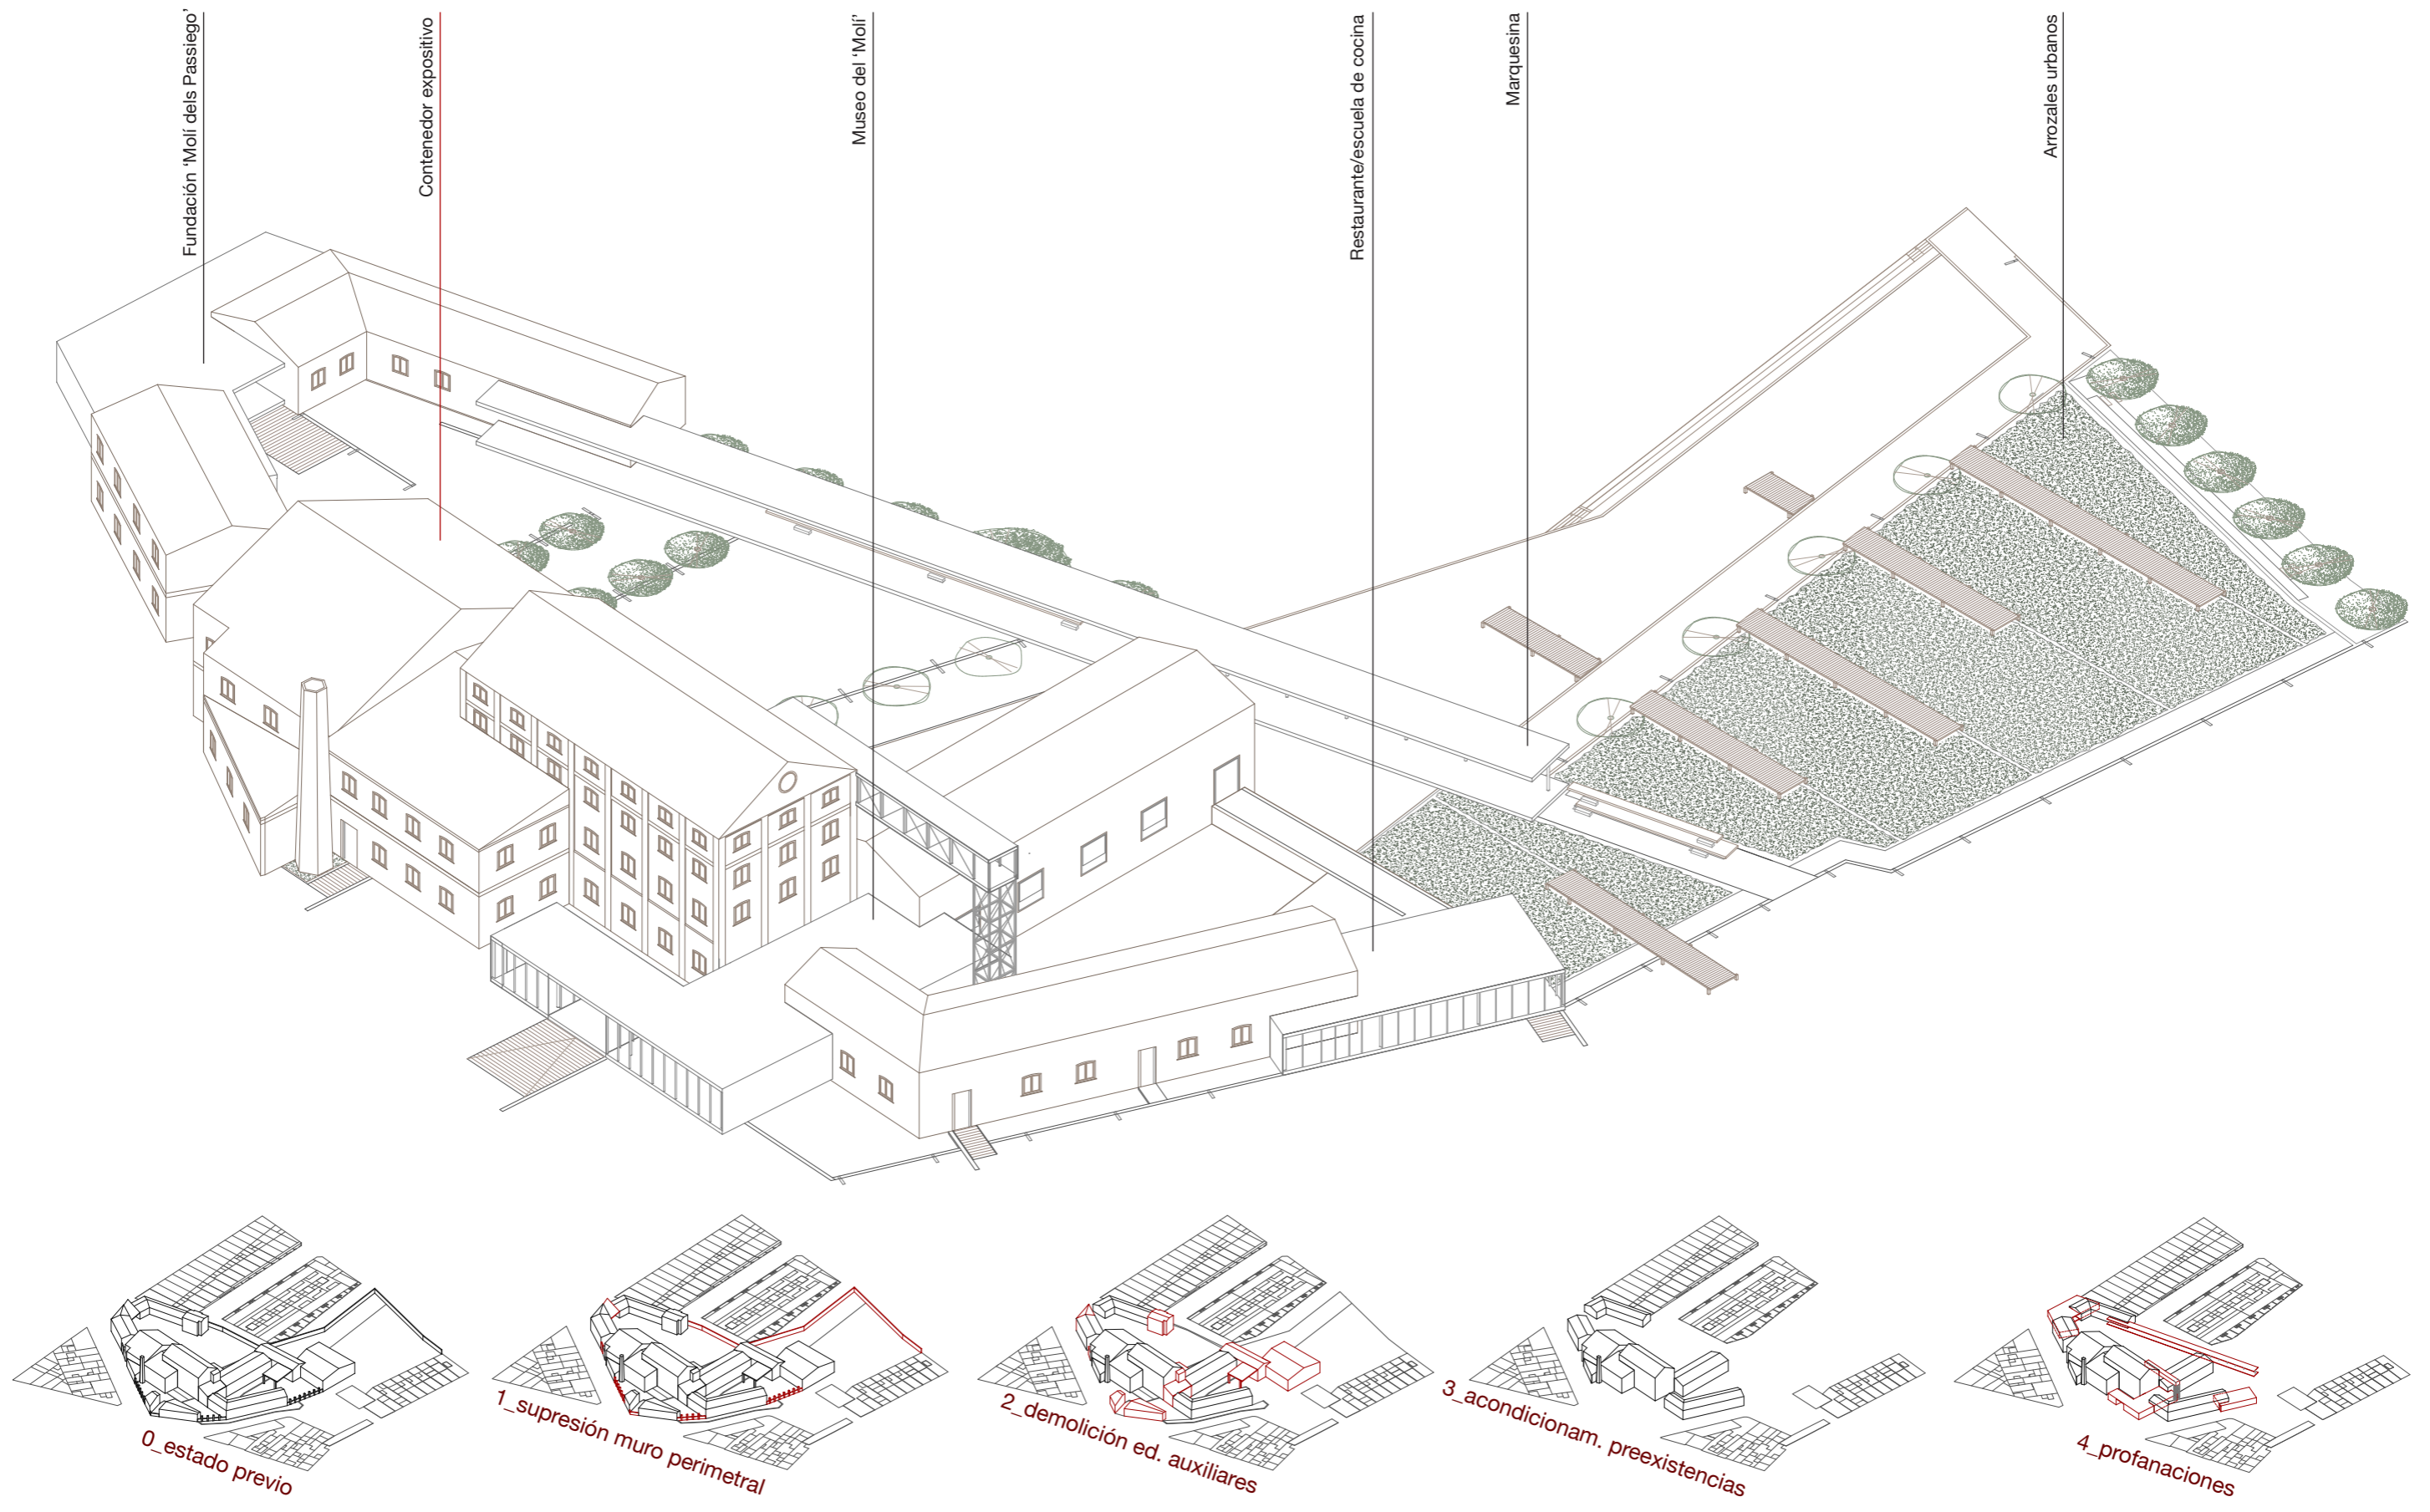 Fundación ‘Molí dels Passiego’
Contenedor expositivo
Museo del ‘Molí’
Restaurante/escuela de cocina
Marquesina
Arrozales urbanos
0_estado previo
1_supresión muro perimetral
2_demolición ed. auxiliares
3_acondicionam. preexistencias
4_profanaciones